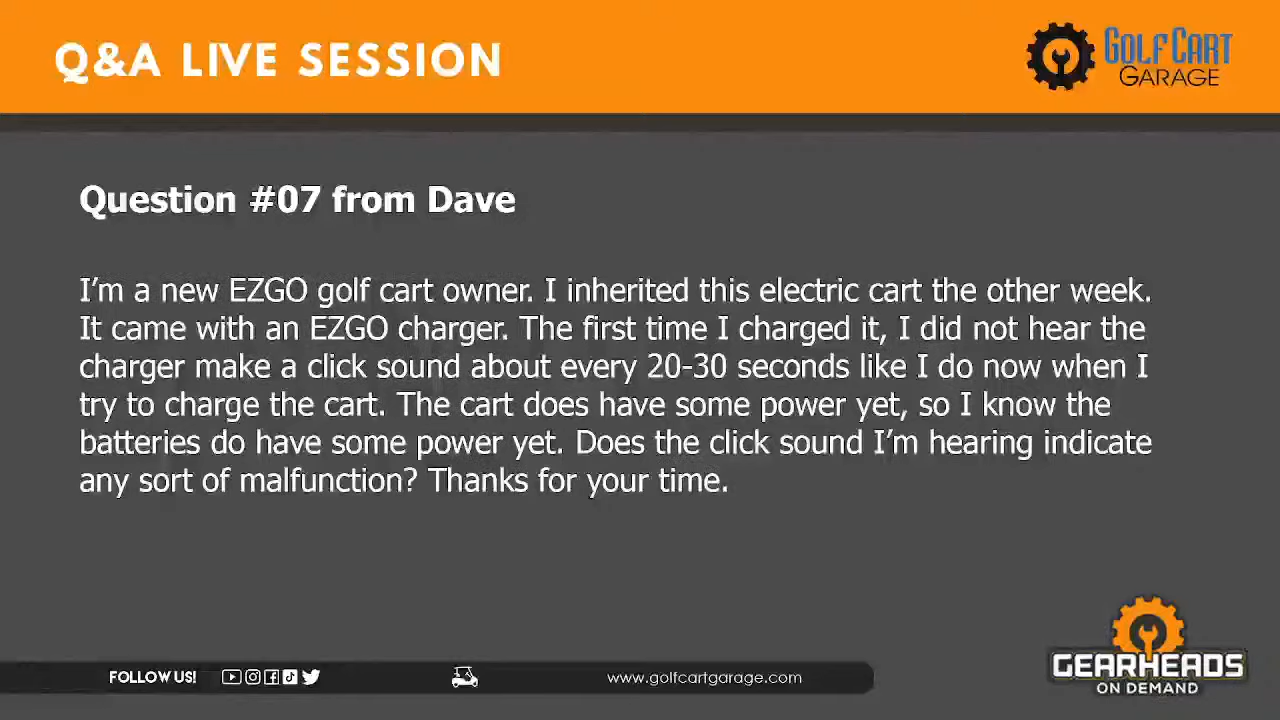 Q&A LIVE SESSION
GOLF CART
GARAGE
Question #07 from Dave
I’m a new EZGO golf cart owner. I inherited this electric cart the other week.
It came with an EZGO charger. The first time I charged it, I did not hear the
charger make a click sound about every 20-30 seconds like I do now when I
try to charge the cart. The cart does have some power yet, so I know the
batteries do have some power yet. Does the click sound I’m hearing indicate
any sort of malfunction? Thanks for your time.
FOLLOW US!
www.golfcartgarage.com
GEARHEADS
ON DEMAND